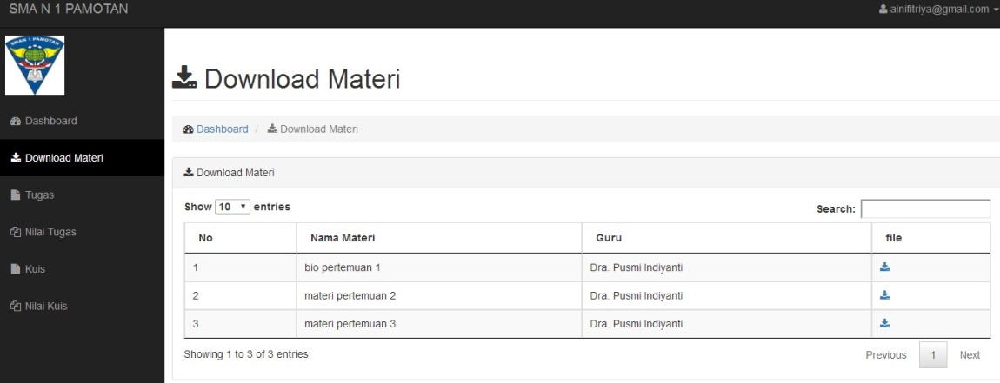 SMA N 1 PAMOTAN
ainifitriya@gmail.com
SMAN 1 PAMOTAN
Dashboard
Download Materi
Tugas
Nilai Tugas
Kuis
Nilai Kuis
Download Materi
Dashboard / Download Materi
Download Materi
Show 10 entries
Search:
No Nama Materi Guru file
1 bio pertemuan 1 Dra. Pusmi Indiyanti
2 materi pertemuan 2 Dra. Pusmi Indiyanti
3 materi pertemuan 3 Dra. Pusmi Indiyanti
Showing 1 to 3 of 3 entries
Previous 1 Next